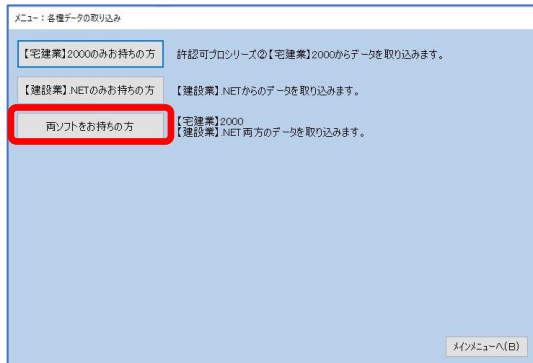 メニュー：各種データの取り込み
【宅建業】2000のみお持ちの方
許認可プロシリーズ②【宅建業】2000からデータを取り込みます。
【建設業】.NETのみお持ちの方
【建設業】.NETからのデータを取り込みます。
両ソフトをお持ちの方
【宅建業】2000
【建設業】.NET両方のデータを取り込みます。
メインメニューへ(B)